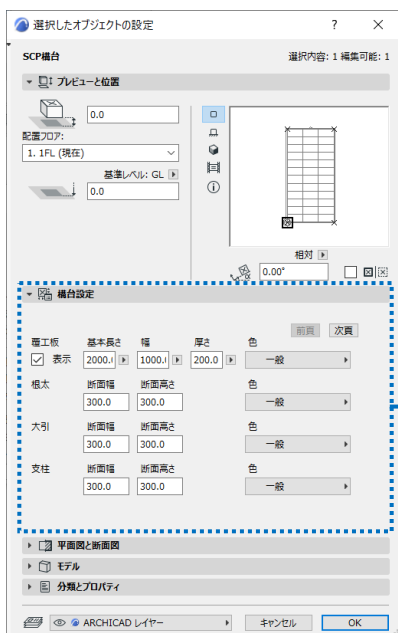 選択したオブジェクトの設定 ? ×
SCP構台 選択内容: 1 編集可能: 1
プレビューと位置
0.0
配置フロア:
1. 1FL (現在)
基準レベル: GL
0.0
相対
0.00°
構台設定
前頁 次頁
覆工板 基本長さ 幅 厚さ 色
表示 2000.( 1000.( 200.0 一般
根太 断面幅 断面高さ 色
300.0 300.0 一般
大引 断面幅 断面高さ 色
300.0 300.0 一般
支柱 断面幅 断面高さ 色
300.0 300.0 一般
平面図と断面図
モデル
分類とプロパティ
ARCHICAD レイヤー キャンセル OK